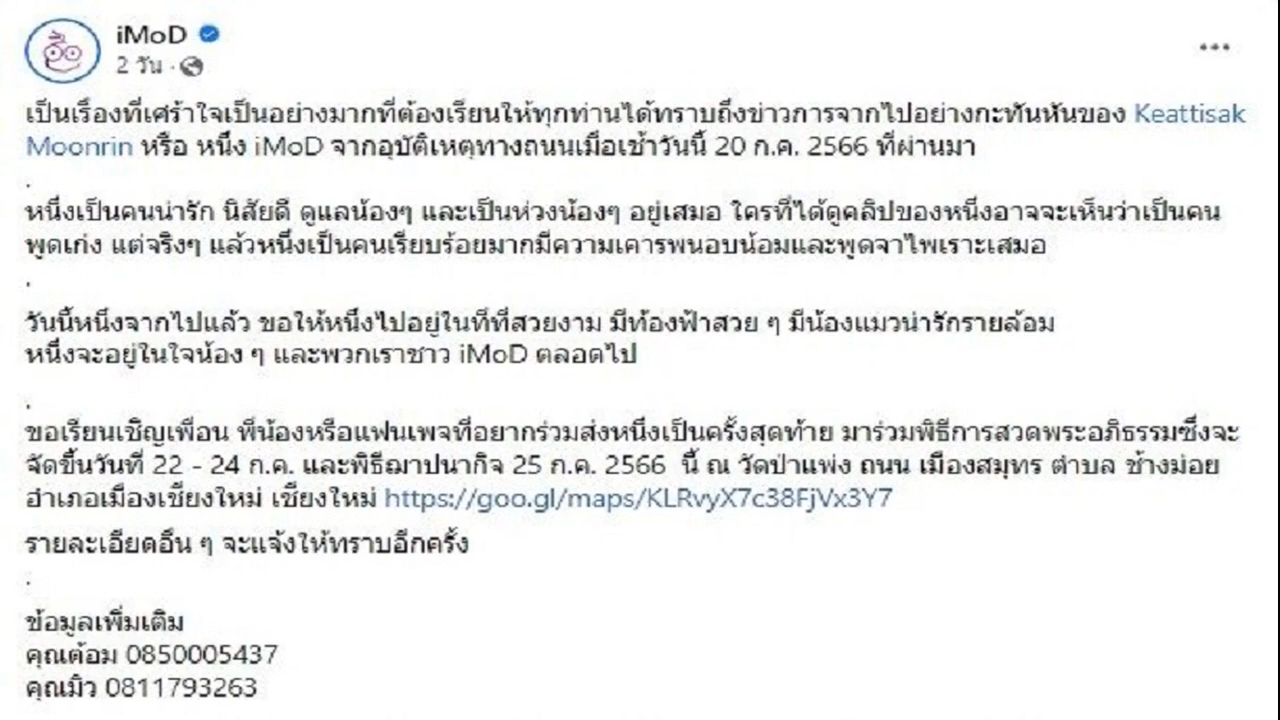 iMoD
2 วัน ·
เป็นเรื่องที่เศร้าใจเป็นอย่างมากที่ต้องเรียนให้ทุกท่านได้ทราบถึงข่าวการจากไปอย่างกะทันหันของ Keattisak
Moonrin หรือ หนึ่ง iMoD จากอุบัติเหตุทางถนนเมื่อเช้าวันนี้ 20 ก.ค. 2566 ที่ผ่านมา
.
หนึ่งเป็นคนน่ารัก นิสัยดี ดูแลน้องๆ และเป็นห่วงน้องๆ อยู่เสมอ ใครที่ได้ดูคลิปของหนึ่งอาจจะเห็นว่าเป็นคน
พูดเก่ง แต่จริงๆ แล้วหนึ่งเป็นคนเรียบร้อยมากมีความเคารพนอบน้อมและพูดจาไพเราะเสมอ
.
วันนี้หนึ่งจากไปแล้ว ขอให้หนึ่งไปอยู่ในที่ที่สวยงาม มีท้องฟ้าสวย ๆ มีน้องแมวน่ารักรายล้อม
หนึ่งจะอยู่ในใจน้อง ๆ และพวกเราชาว iMoD ตลอดไป
.
ขอเรียนเชิญเพื่อน พี่น้องหรือแฟนเพจที่อยากร่วมส่งหนึ่งเป็นครั้งสุดท้าย มาร่วมพิธีการสวดพระอภิธรรมซึ่งจะ
จัดขึ้นวันที่ 22 - 24 ก.ค. และพิธีฌาปนากิจ 25 ก.ค. 2566 นี้ ณ วัดป่าแพ่ง ถนน เมืองสมุทร ตำบล ช้างม่อย
อำเภอเมืองเชียงใหม่ เชียงใหม่ https://goo.gl/maps/KLRvyX7c38FjVx3Y7
รายละเอียดอื่น ๆ จะแจ้งให้ทราบอีกครั้ง
.
ข้อมูลเพิ่มเติม
คุณต้อม 0850005437
คุณมิว 0811793263